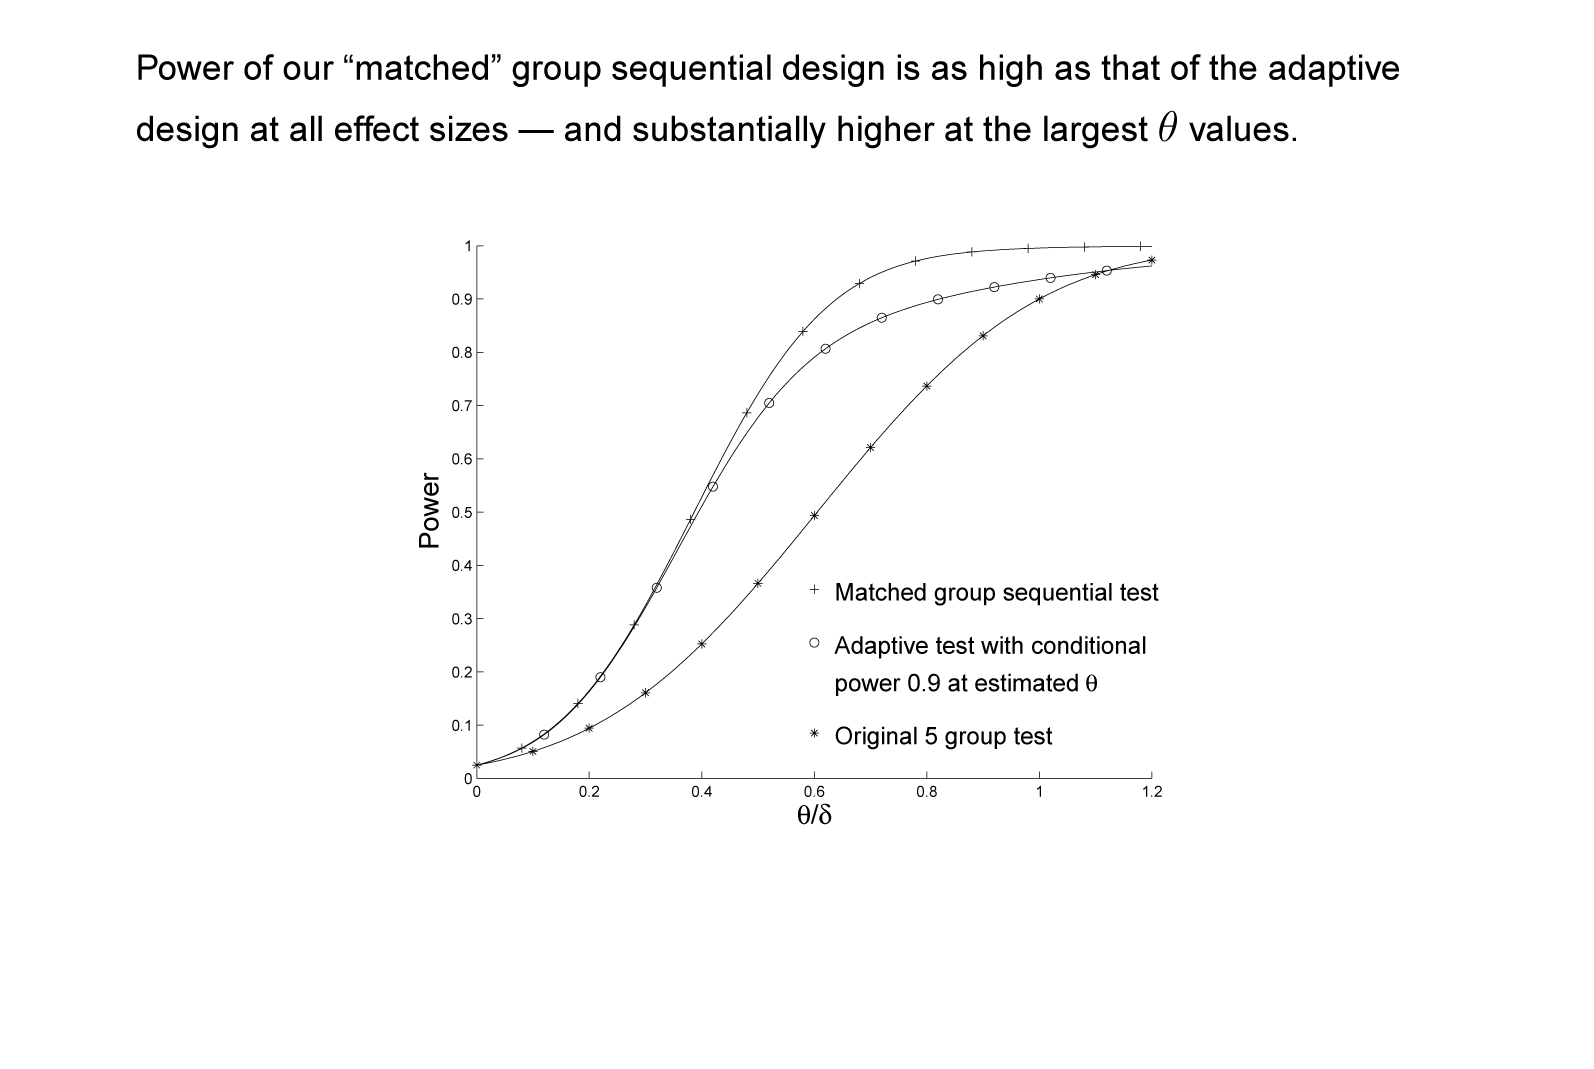 Power of our “matched” group sequential design is as high as that of the adaptive
design at all effect sizes — and substantially higher at the largest θ values.
1
0.9
0.8
0.7
0.6
0.5
0.4
0.3
0.2
0.1
0
Power
Matched group sequential test
Adaptive test with conditional
power 0.9 at estimated θ
Original 5 group test
0 0.2 0.4 0.6 0.8 1 1.2
θ/δ